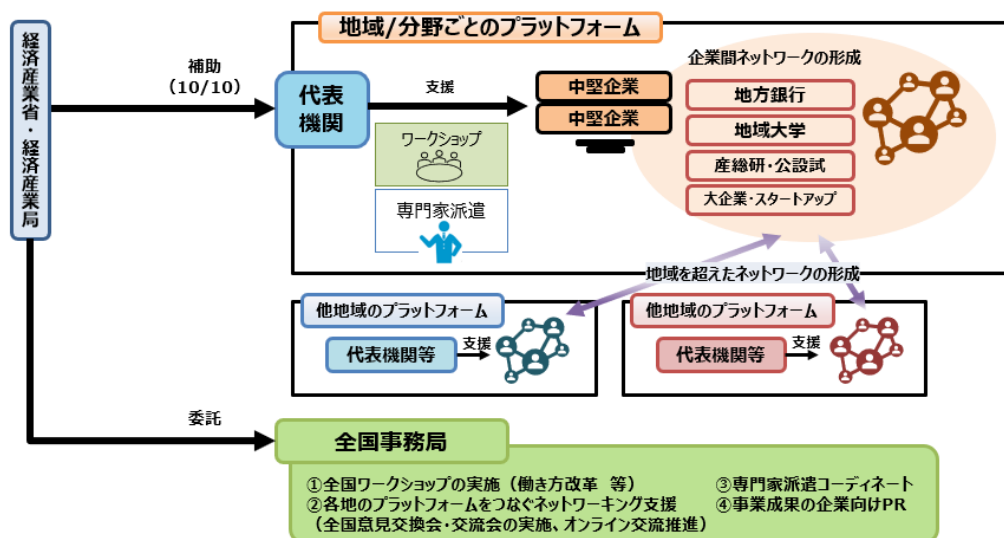 経済産業省・経済産業局
補助
（10/10）
地域/分野ごとのプラットフォーム
代表
機関
支援
ワークショップ
専門家派遣
中堅企業
中堅企業
企業間ネットワークの形成
地方銀行
地域大学
産総研・公設試
大企業・スタートアップ
地域を超えたネットワークの形成
他地域のプラットフォーム
代表機関等
支援
他地域のプラットフォーム
代表機関等
支援
委託
全国事務局
①全国ワークショップの実施（働き方改革　等）
②各地のプラットフォームをつなぐネットワーキング支援
（全国意見交換会・交流会の実施、オンライン交流推進）
③専門家派遣コーディネート
④事業成果の企業向けPR